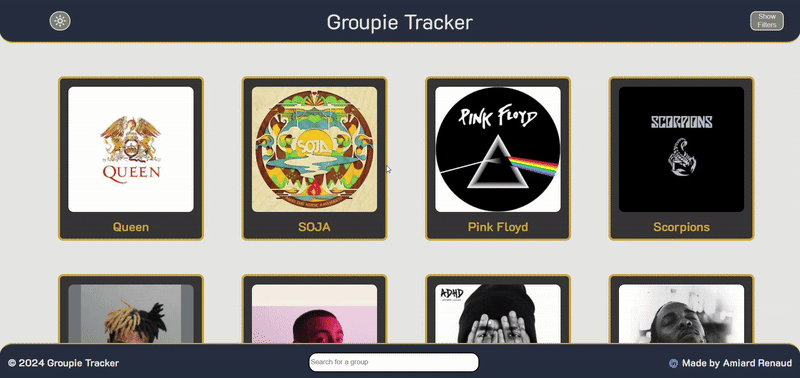 Groupie Tracker
Show
Filters
QUEEN
SOJA
PINK FLOYD
SCORPIONS
Queen
SOJA
Pink Floyd
Scorpions
ADHD
© 2024 Groupie Tracker
Search for a group
Made by Amiard Renaud